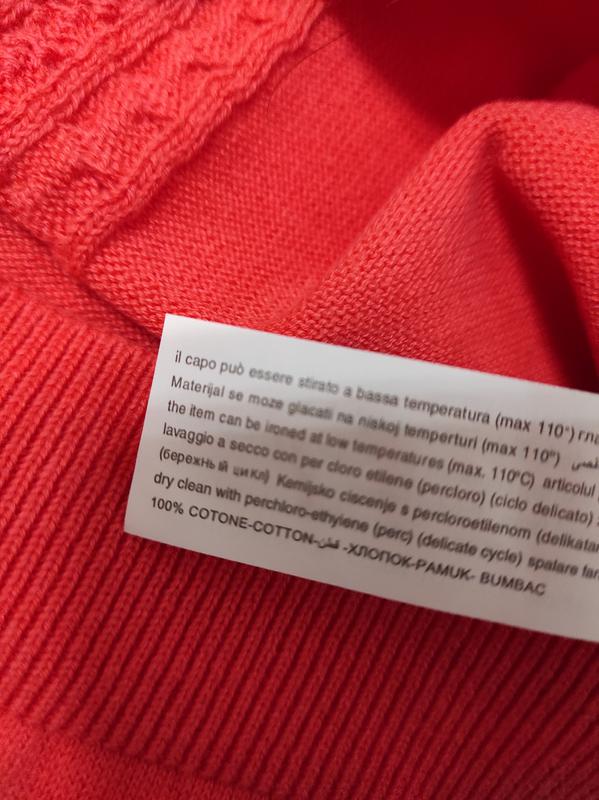 il capo può essere stirato a bassa temperatura (max 110°)
Materijal se moze glacati na niskoj temperturi (max 110°)
the item can be ironed at low temperatures (max. 110°C) articolul
lavaggio a secco con per cloro etilene (percloro) (ciclo delicato)
(бережный цикл) Kemijsko ciscenje s percloroetilenom
dry clean with perchloro-ethylene (perc) (delicate cycle) spalare
100% COTONE-COTTON-قطن -ХЛОПОК-PAMUK- BUMBAC